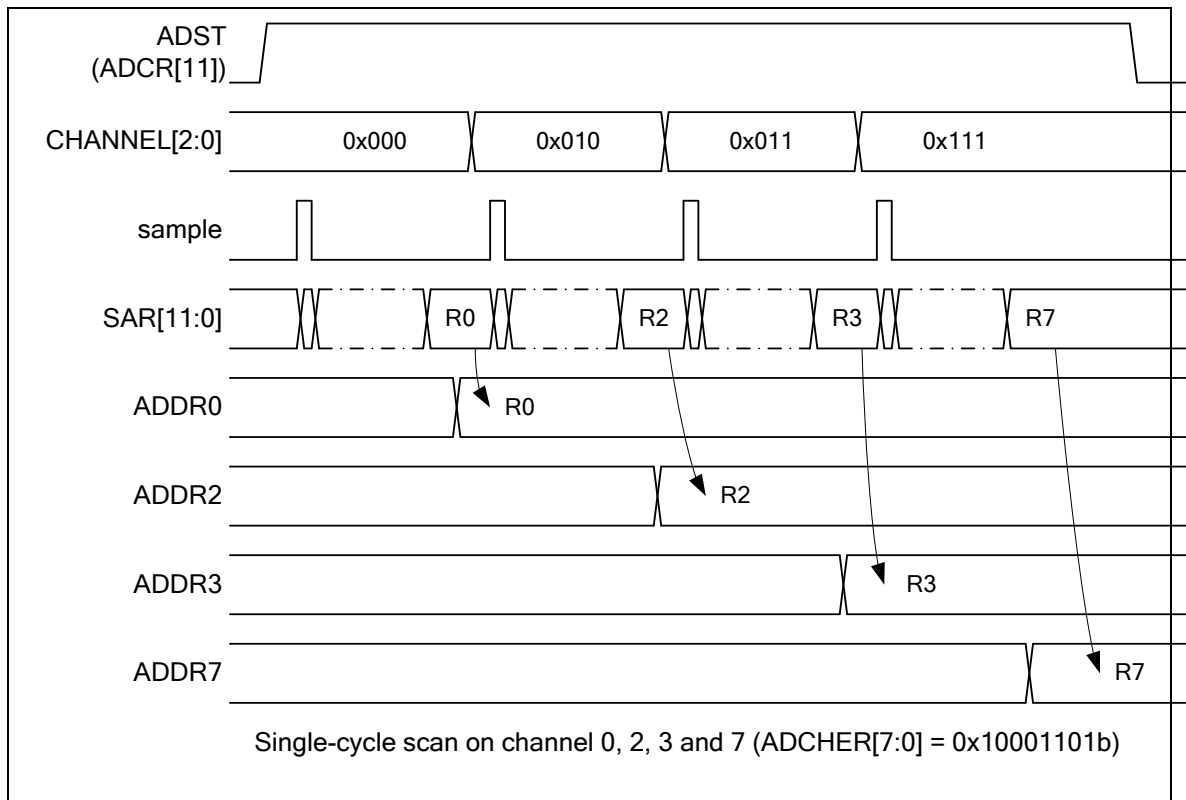 ADST
(ADCR[11])
CHANNEL[2:0] 0x000 0x010 0x011 0x111
sample
SAR[11:0] R0 R2 R3 R7
ADDR0 R0
ADDR2 R2
ADDR3 R3
ADDR7 R7
Single-cycle scan on channel 0, 2, 3 and 7 (ADCHER[7:0] = 0x10001101b)